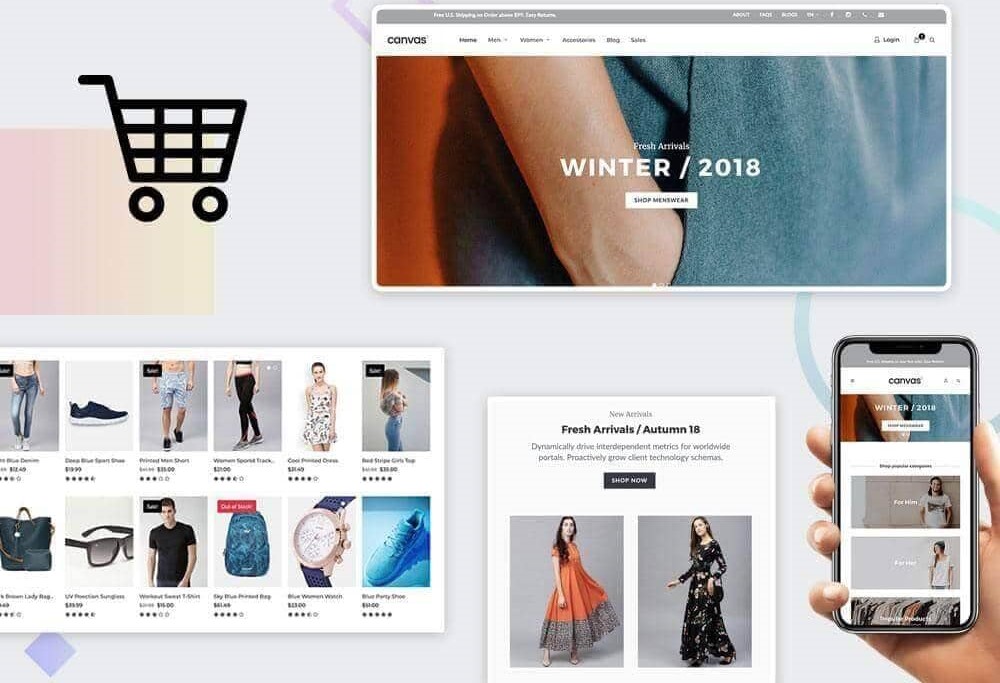 Free U.S. Shipping on Order above $99. Easy Returns.
ABOUT FAQS BLOGS EN
canvas
Home Men Women Accessories Blog Sales
Login
Fresh Arrivals
WINTER / 2018
SHOP MENSWEAR
Sale!
Sale!
Sale!
Blue Denim
$12.49
Deep Blue Sport Shoe
$19.99
Printed Men Short
$35.00
Women Sportd Track..
$21.00
Cool Printed Dress
$31.49
Red Stripe Girls Top
$35.00
Sale!
Out of Stock!
Brown Lady Bag..
UV Poection Sunglass
$39.99
Workout Sweat T-Shirt
$15.00
Sky Blue Printed Bag
$61.49
Blue Women Watch
$23.00
Blue Party Shoe
$51.00
New Arrivals
Fresh Arrivals / Autumn 18
Dynamically drive interdependent metrics for worldwide
portals. Proactively grow client technology schemas.
SHOP NOW
canvas
WINTER / 2018
SHOP MENSWEAR
Shop popular categories
For Him
For Her
Popular Products